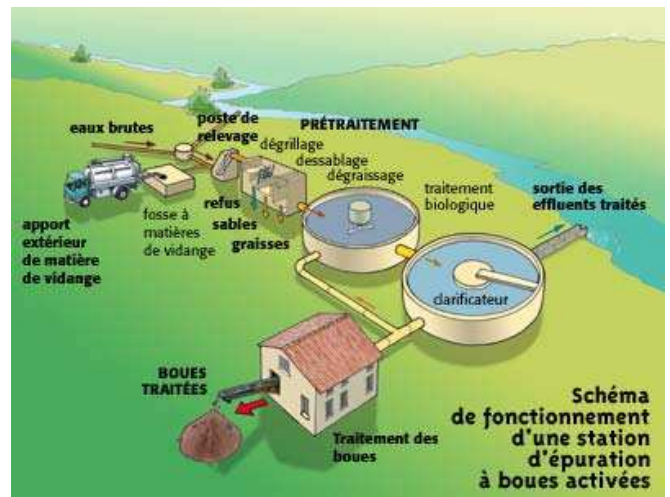 eaux brutes
poste de
relevage
PRÉTRAITEMENT
dégrillage
dessablage
dégraissage
traitement
biologique
sortie des
effluents traités
apport
extérieur
de matière
de vidange
fosse à
matières
de vidange
refus
sables
graisses
clarificateur
BOUES
TRAITÉES
Traitement des
boues
Schéma
de fonctionnement
d'une station
d'épuration
à boues activées